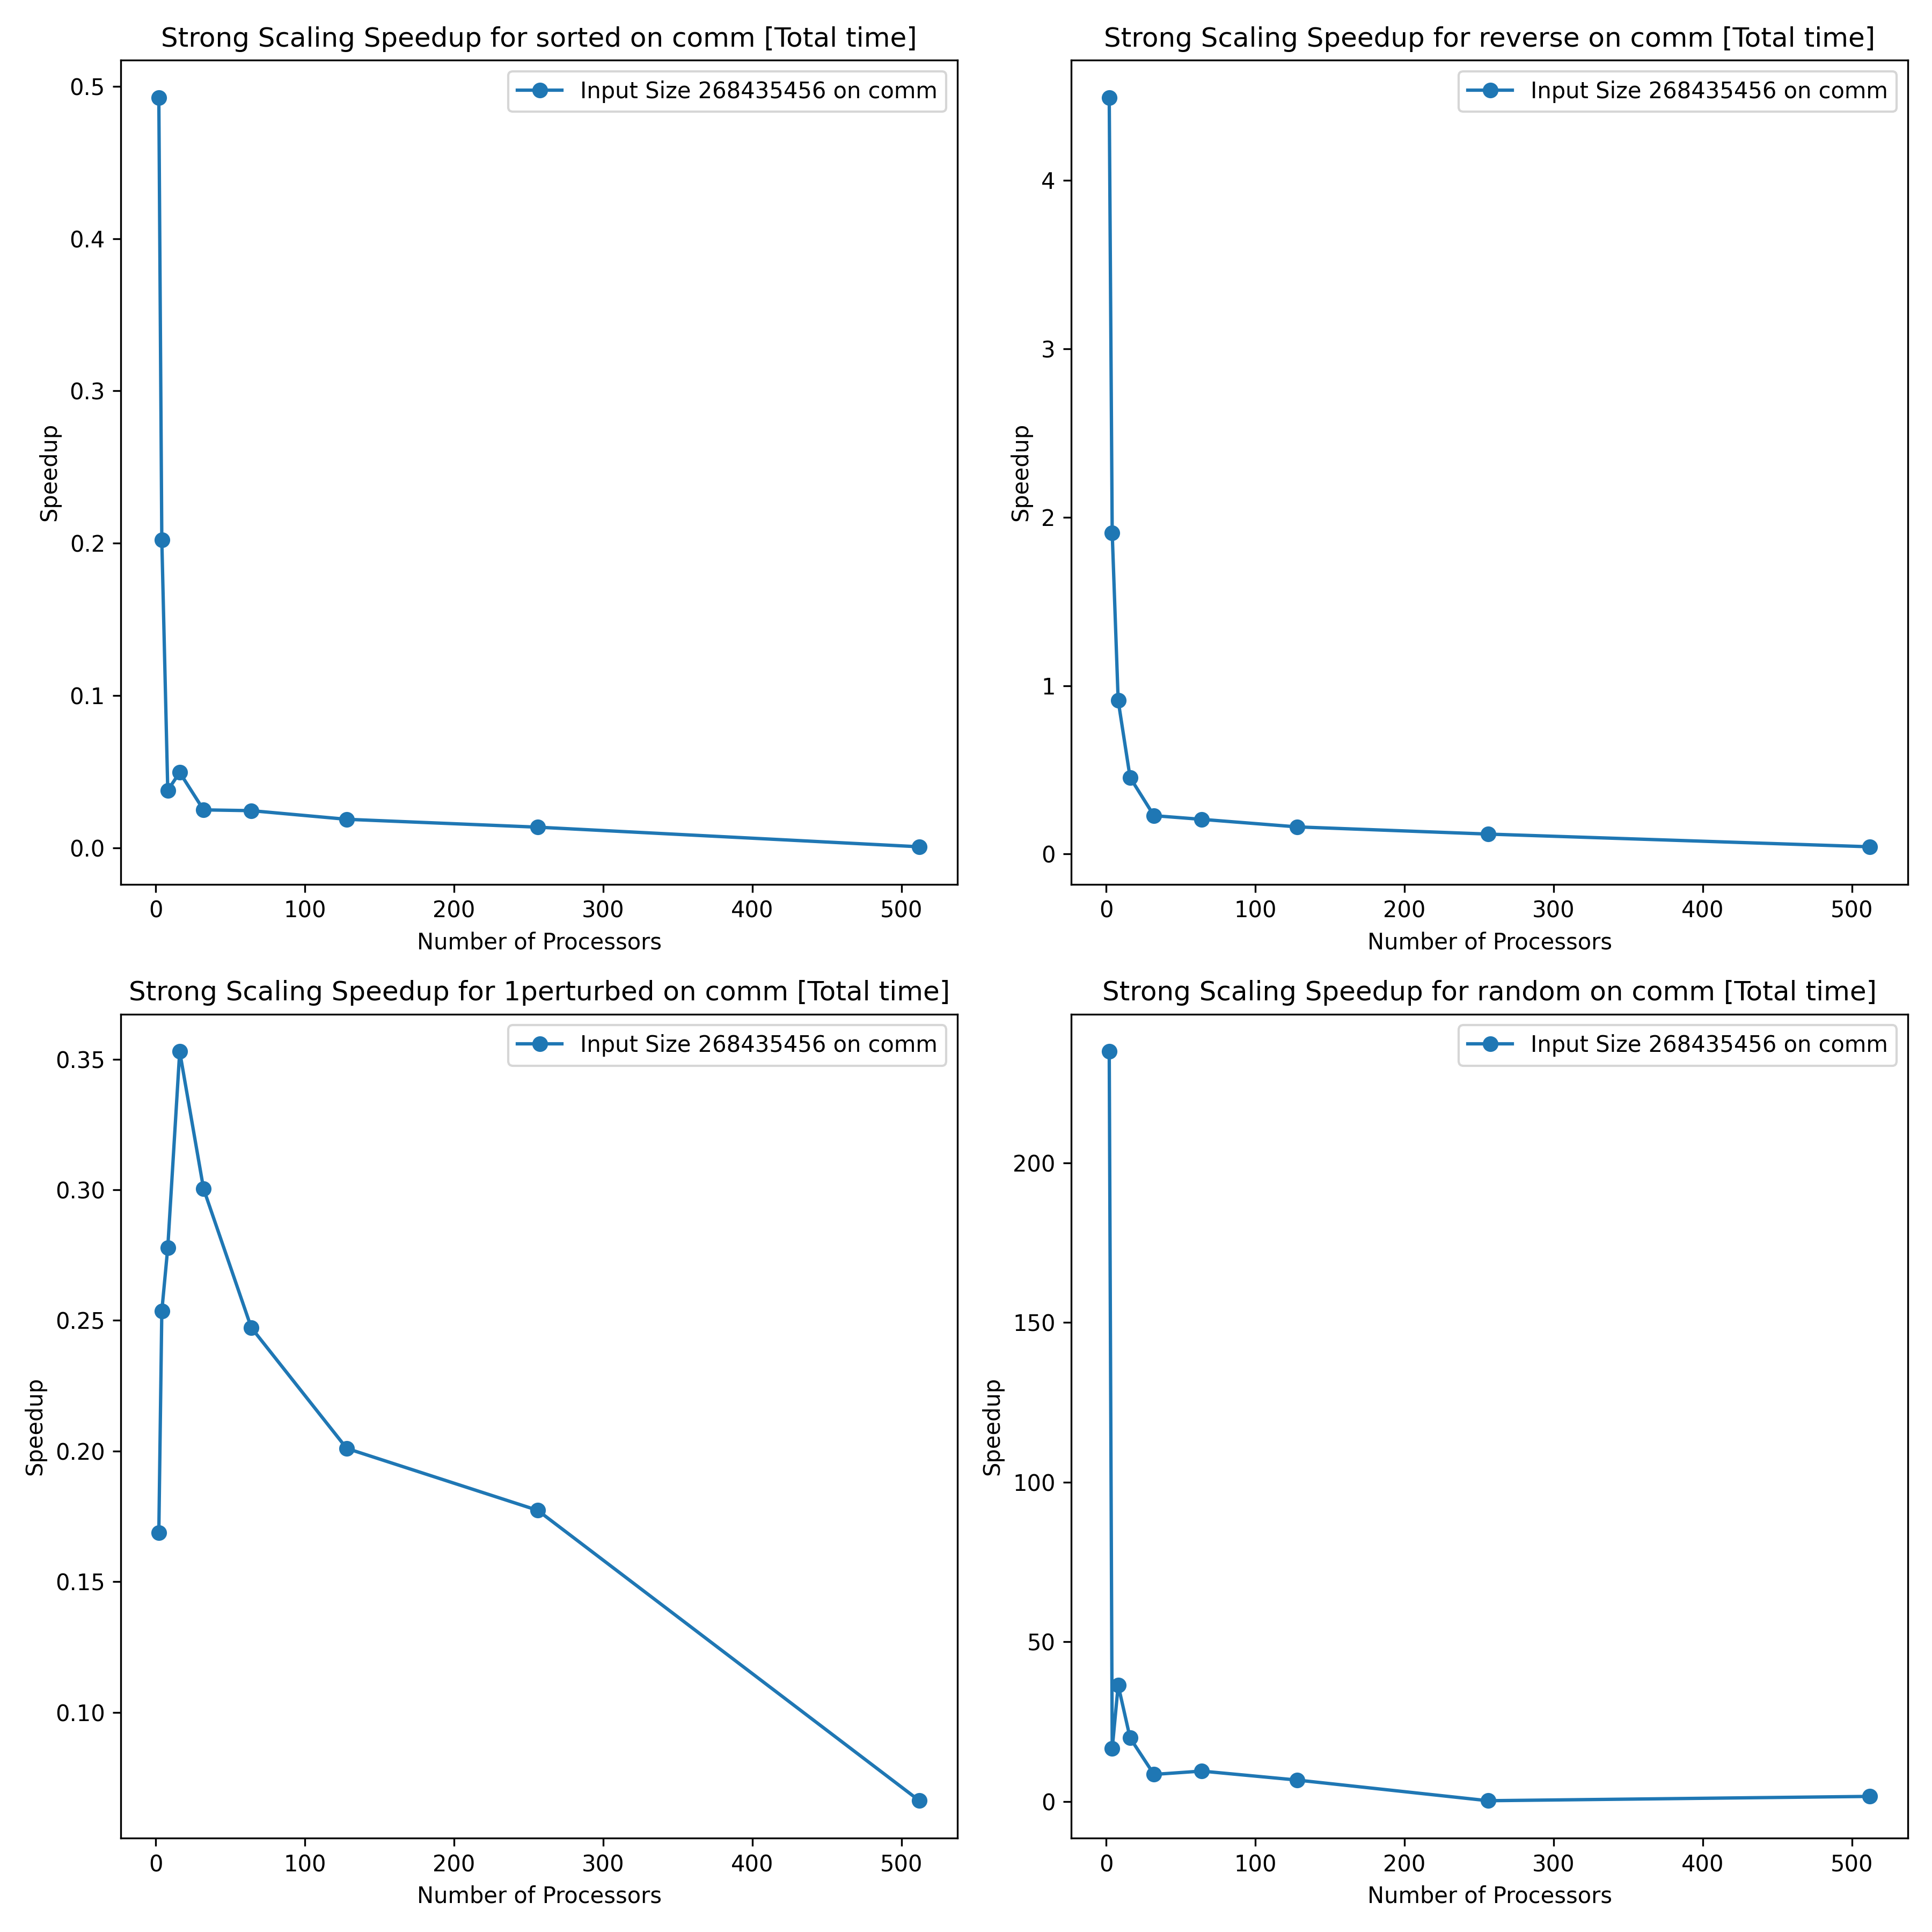 Strong Scaling Speedup for sorted on comm [Total time]
Input Size 268435456 on comm
0.5
0.4
0.3
0.2
0.1
0.0
Speedup
0 100 200 300 400 500
Number of Processors
Strong Scaling Speedup for reverse on comm [Total time]
Input Size 268435456 on comm
4
3
2
1
0
Speedup
0 100 200 300 400 500
Number of Processors
Strong Scaling Speedup for 1perturbed on comm [Total time]
Input Size 268435456 on comm
0.35
0.30
0.25
0.20
0.15
0.10
Speedup
0 100 200 300 400 500
Number of Processors
Strong Scaling Speedup for random on comm [Total time]
Input Size 268435456 on comm
200
150
100
50
0
Speedup
0 100 200 300 400 500
Number of Processors